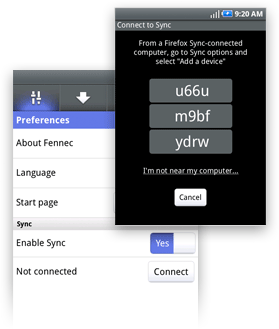 9:20 AM
Connect to Sync
From a Firefox Sync-connected
computer, go to Sync options and
select "Add a device"
u66u
m9bf
ydrw
I'm not near my computer...
Cancel
Preferences
About Fennec
Language
Start page
Sync
Enable Sync
Yes
Not connected
Connect